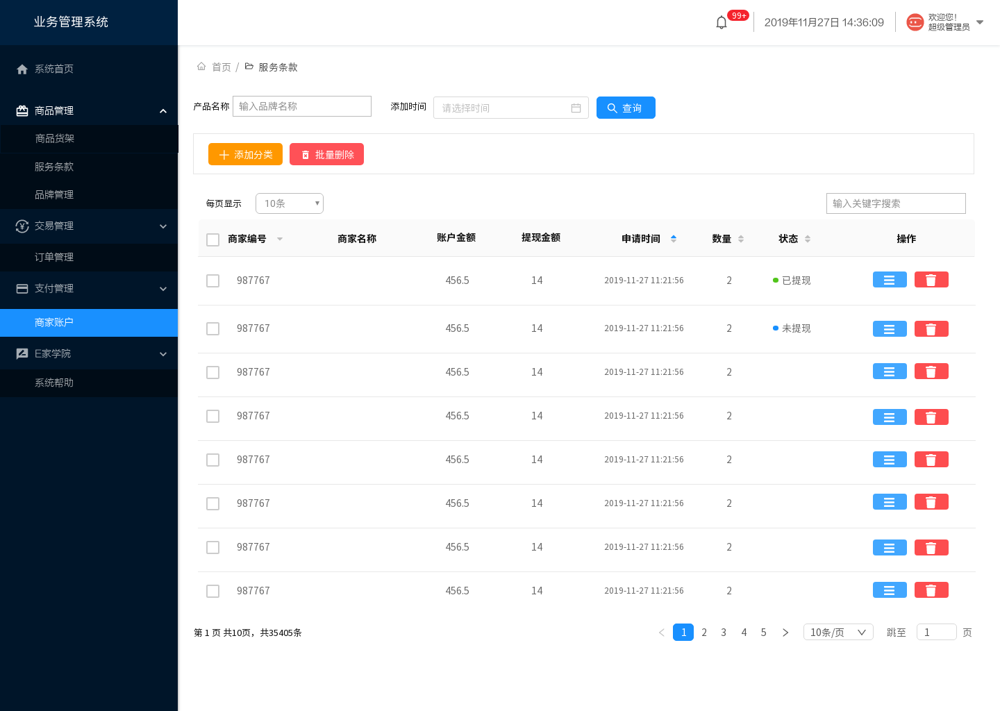 业务管理系统
99+
2019年11月27日 14:36:09
欢迎您！
超级管理员
系统首页
商品管理
商品货架
服务条款
品牌管理
交易管理
订单管理
支付管理
商家账户
E家学院
系统帮助
首页 / 服务条款
产品名称 输入品牌名称 添加时间 请选择时间 查询
添加分类 批量删除
每页显示 10条 输入关键字搜索
商家编号 商家名称 账户金额 提现金额 申请时间 数量 状态 操作
987767 456.5 14 2019-11-27 11:21:56 2 已提现
987767 456.5 14 2019-11-27 11:21:56 2 未提现
987767 456.5 14 2019-11-27 11:21:56 2
987767 456.5 14 2019-11-27 11:21:56 2
987767 456.5 14 2019-11-27 11:21:56 2
987767 456.5 14 2019-11-27 11:21:56 2
987767 456.5 14 2019-11-27 11:21:56 2
987767 456.5 14 2019-11-27 11:21:56 2
第 1 页 共10页，共35405条 1 2 3 4 5 10条/页 跳至 1 页